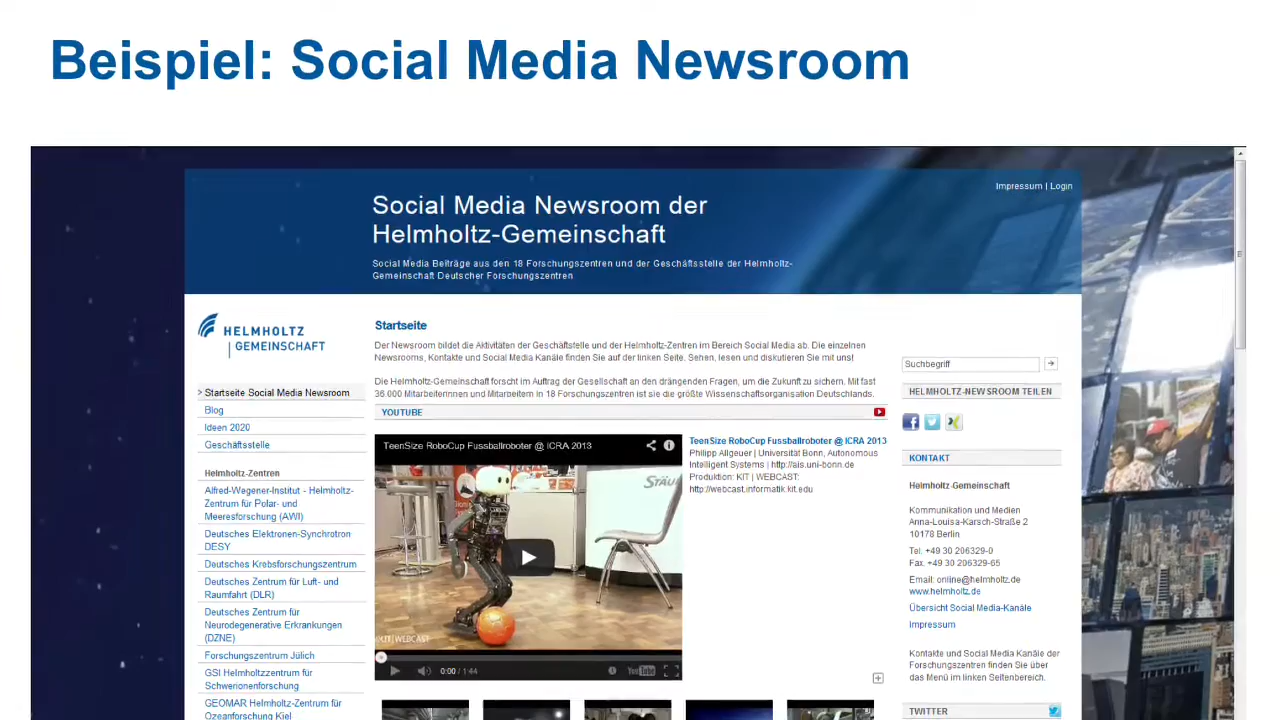 Beispiel: Social Media Newsroom
Impressum | Login
Social Media Newsroom der
Helmholtz-Gemeinschaft
Social Media Beiträge aus den 18 Forschungszentren und der Geschäftsstelle der Helmholtz-
Gemeinschaft Deutscher Forschungszentren
HELMHOLTZ
GEMEINSCHAFT
> Startseite Social Media Newsroom
Blog
Ideen 2020
Geschäftsstelle
Helmholtz-Zentren
Alfred-Wegener-Institut - Helmholtz-
Zentrum für Polar- und
Meeresforschung (AWI)
Deutsches Elektronen-Synchrotron
DESY
Deutsches Krebsforschungszentrum
Deutsches Zentrum für Luft- und
Raumfahrt (DLR)
Deutsches Zentrum für
Neurodegenerative Erkrankungen
(DZNE)
Forschungszentrum Jülich
GSI Helmholtzzentrum für
Schwerionenforschung
GEOMAR Helmholtz-Zentrum für
Ozeanforschung Kiel
Startseite
Der Newsroom bildet die Aktivitäten der Geschäftstelle und der Helmholtz-Zentren im Bereich Social Media ab. Die einzelnen
Newsrooms, Kontakte und Social Media Kanäle finden Sie auf der linken Seite. Sehen, lesen und diskutieren Sie mit uns!
Die Helmholtz-Gemeinschaft forscht im Auftrag der Gesellschaft an den drängenden Fragen, um die Zukunft zu sichern. Mit fast
36.000 Mitarbeiterinnen und Mitarbeitern in 18 Forschungszentren ist sie die größte Wissenschaftsorganisation Deutschlands.
YOUTUBE
TeenSize RoboCup Fussballroboter @ ICRA 2013
STÄU
KIT|WEBCAST
0:00 / 1:44
YouTube
TeenSize RoboCup Fussballroboter @ ICRA 2013
Philipp Allgeuer | Universität Bonn, Autonomous
Intelligent Systems | http://ais.uni-bonn.de
Produktion: KIT | WEBCAST:
http://webcast.informatik.kit.edu
Suchbegriff
HELMHOLTZ-NEWSROOM TEILEN
KONTAKT
Helmholtz-Gemeinschaft
Kommunikation und Medien
Anna-Louisa-Karsch-Straße 2
10178 Berlin
Tel. +49 30 206329-0
Fax. +49 30 206329-65
Email: online@helmholtz.de
www.helmholtz.de
Übersicht Social Media-Kanäle
Impressum
Kontakte und Social Media Kanäle der
Forschungszentren finden Sie über
das Menü im linken Seitenbereich.
TWITTER